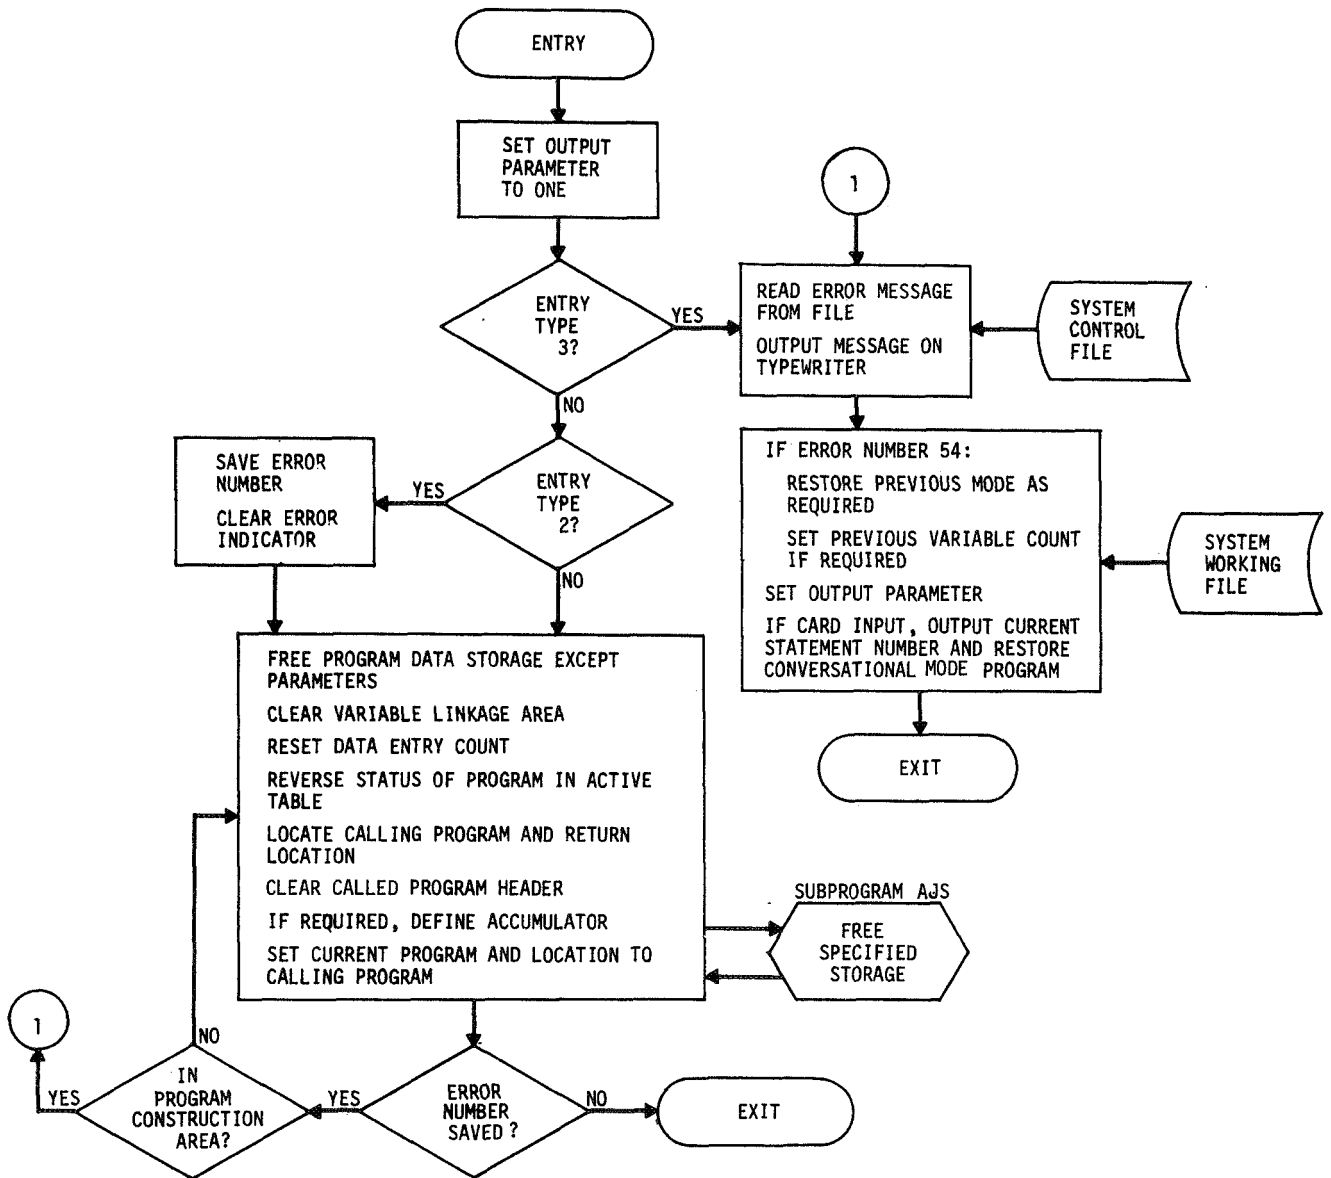 ENTRY
SET OUTPUT
PARAMETER
TO ONE
1
ENTRY
TYPE
3?
YES
NO
READ ERROR MESSAGE
FROM FILE
OUTPUT MESSAGE ON
TYPEWRITER
SYSTEM
CONTROL
FILE
SAVE ERROR
NUMBER
CLEAR ERROR
INDICATOR
YES
ENTRY
TYPE
2?
NO
IF ERROR NUMBER 54:
RESTORE PREVIOUS MODE AS
REQUIRED
SET PREVIOUS VARIABLE COUNT
IF REQUIRED
SET OUTPUT PARAMETER
IF CARD INPUT, OUTPUT CURRENT
STATEMENT NUMBER AND RESTORE
CONVERSATIONAL MODE PROGRAM
SYSTEM
WORKING
FILE
EXIT
FREE PROGRAM DATA STORAGE EXCEPT
PARAMETERS
CLEAR VARIABLE LINKAGE AREA
RESET DATA ENTRY COUNT
REVERSE STATUS OF PROGRAM IN ACTIVE
TABLE
LOCATE CALLING PROGRAM AND RETURN
LOCATION
CLEAR CALLED PROGRAM HEADER
IF REQUIRED, DEFINE ACCUMULATOR
SET CURRENT PROGRAM AND LOCATION TO
CALLING PROGRAM
SUBPROGRAM AJS
FREE
SPECIFIED
STORAGE
1
NO
YES
IN
PROGRAM
CONSTRUCTION
AREA?
YES
ERROR
NUMBER
SAVED?
NO
EXIT